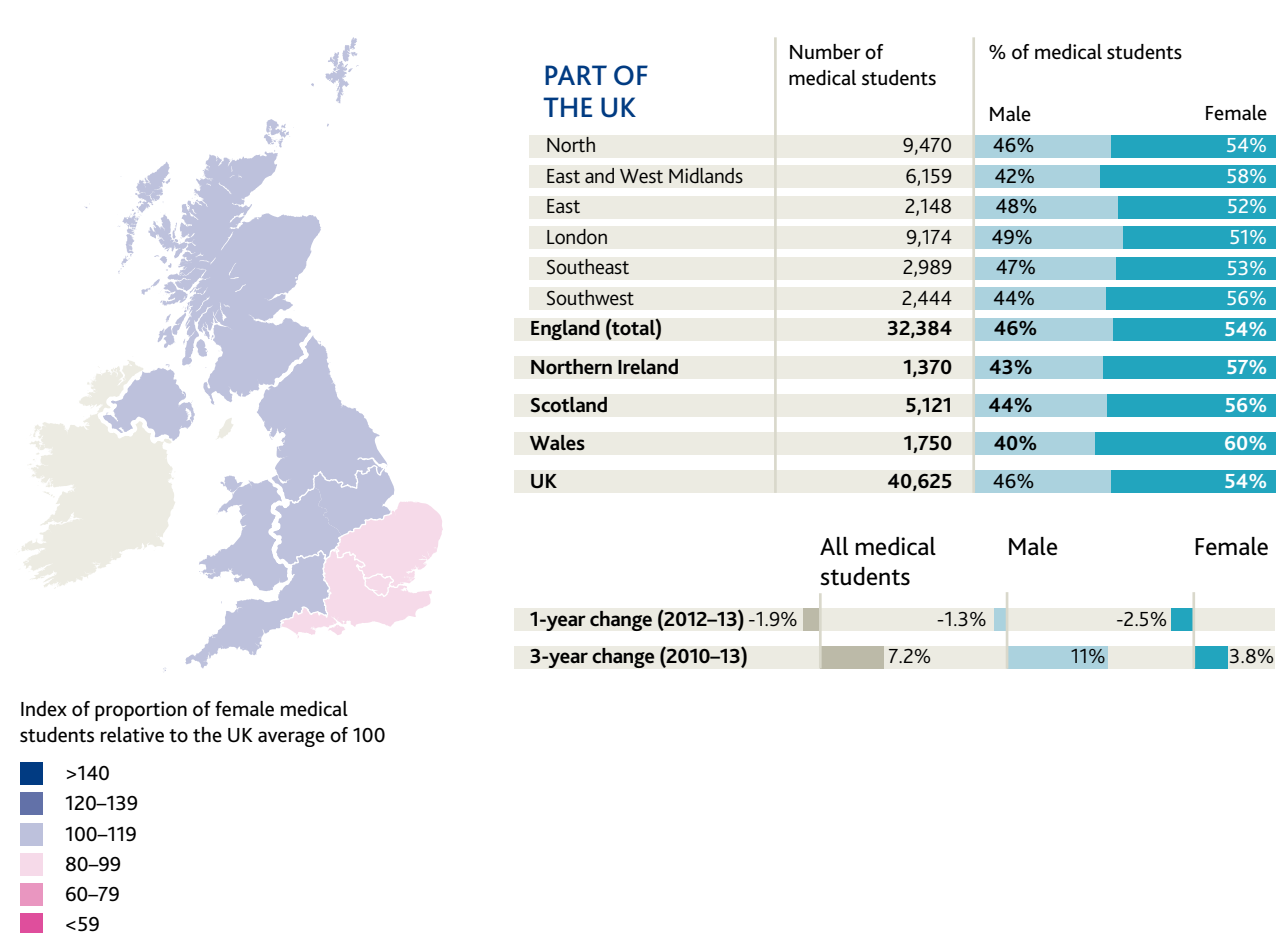 PART OF
THE UK
Number of
medical students
% of medical students
Male Female
North 9,470 46% 54%
East and West Midlands 6,159 42% 58%
East 2,148 48% 52%
London 9,174 49% 51%
Southeast 2,989 47% 53%
Southwest 2,444 44% 56%
England (total) 32,384 46% 54%
Northern Ireland 1,370 43% 57%
Scotland 5,121 44% 56%
Wales 1,750 40% 60%
UK 40,625 46% 54%
All medical
students
Male
Female
1-year change (2012–13) -1.9% -1.3% -2.5%
3-year change (2010–13) 7.2% 11% 3.8%
Index of proportion of female medical
students relative to the UK average of 100
>140
120–139
100–119
80–99
60–79
<59